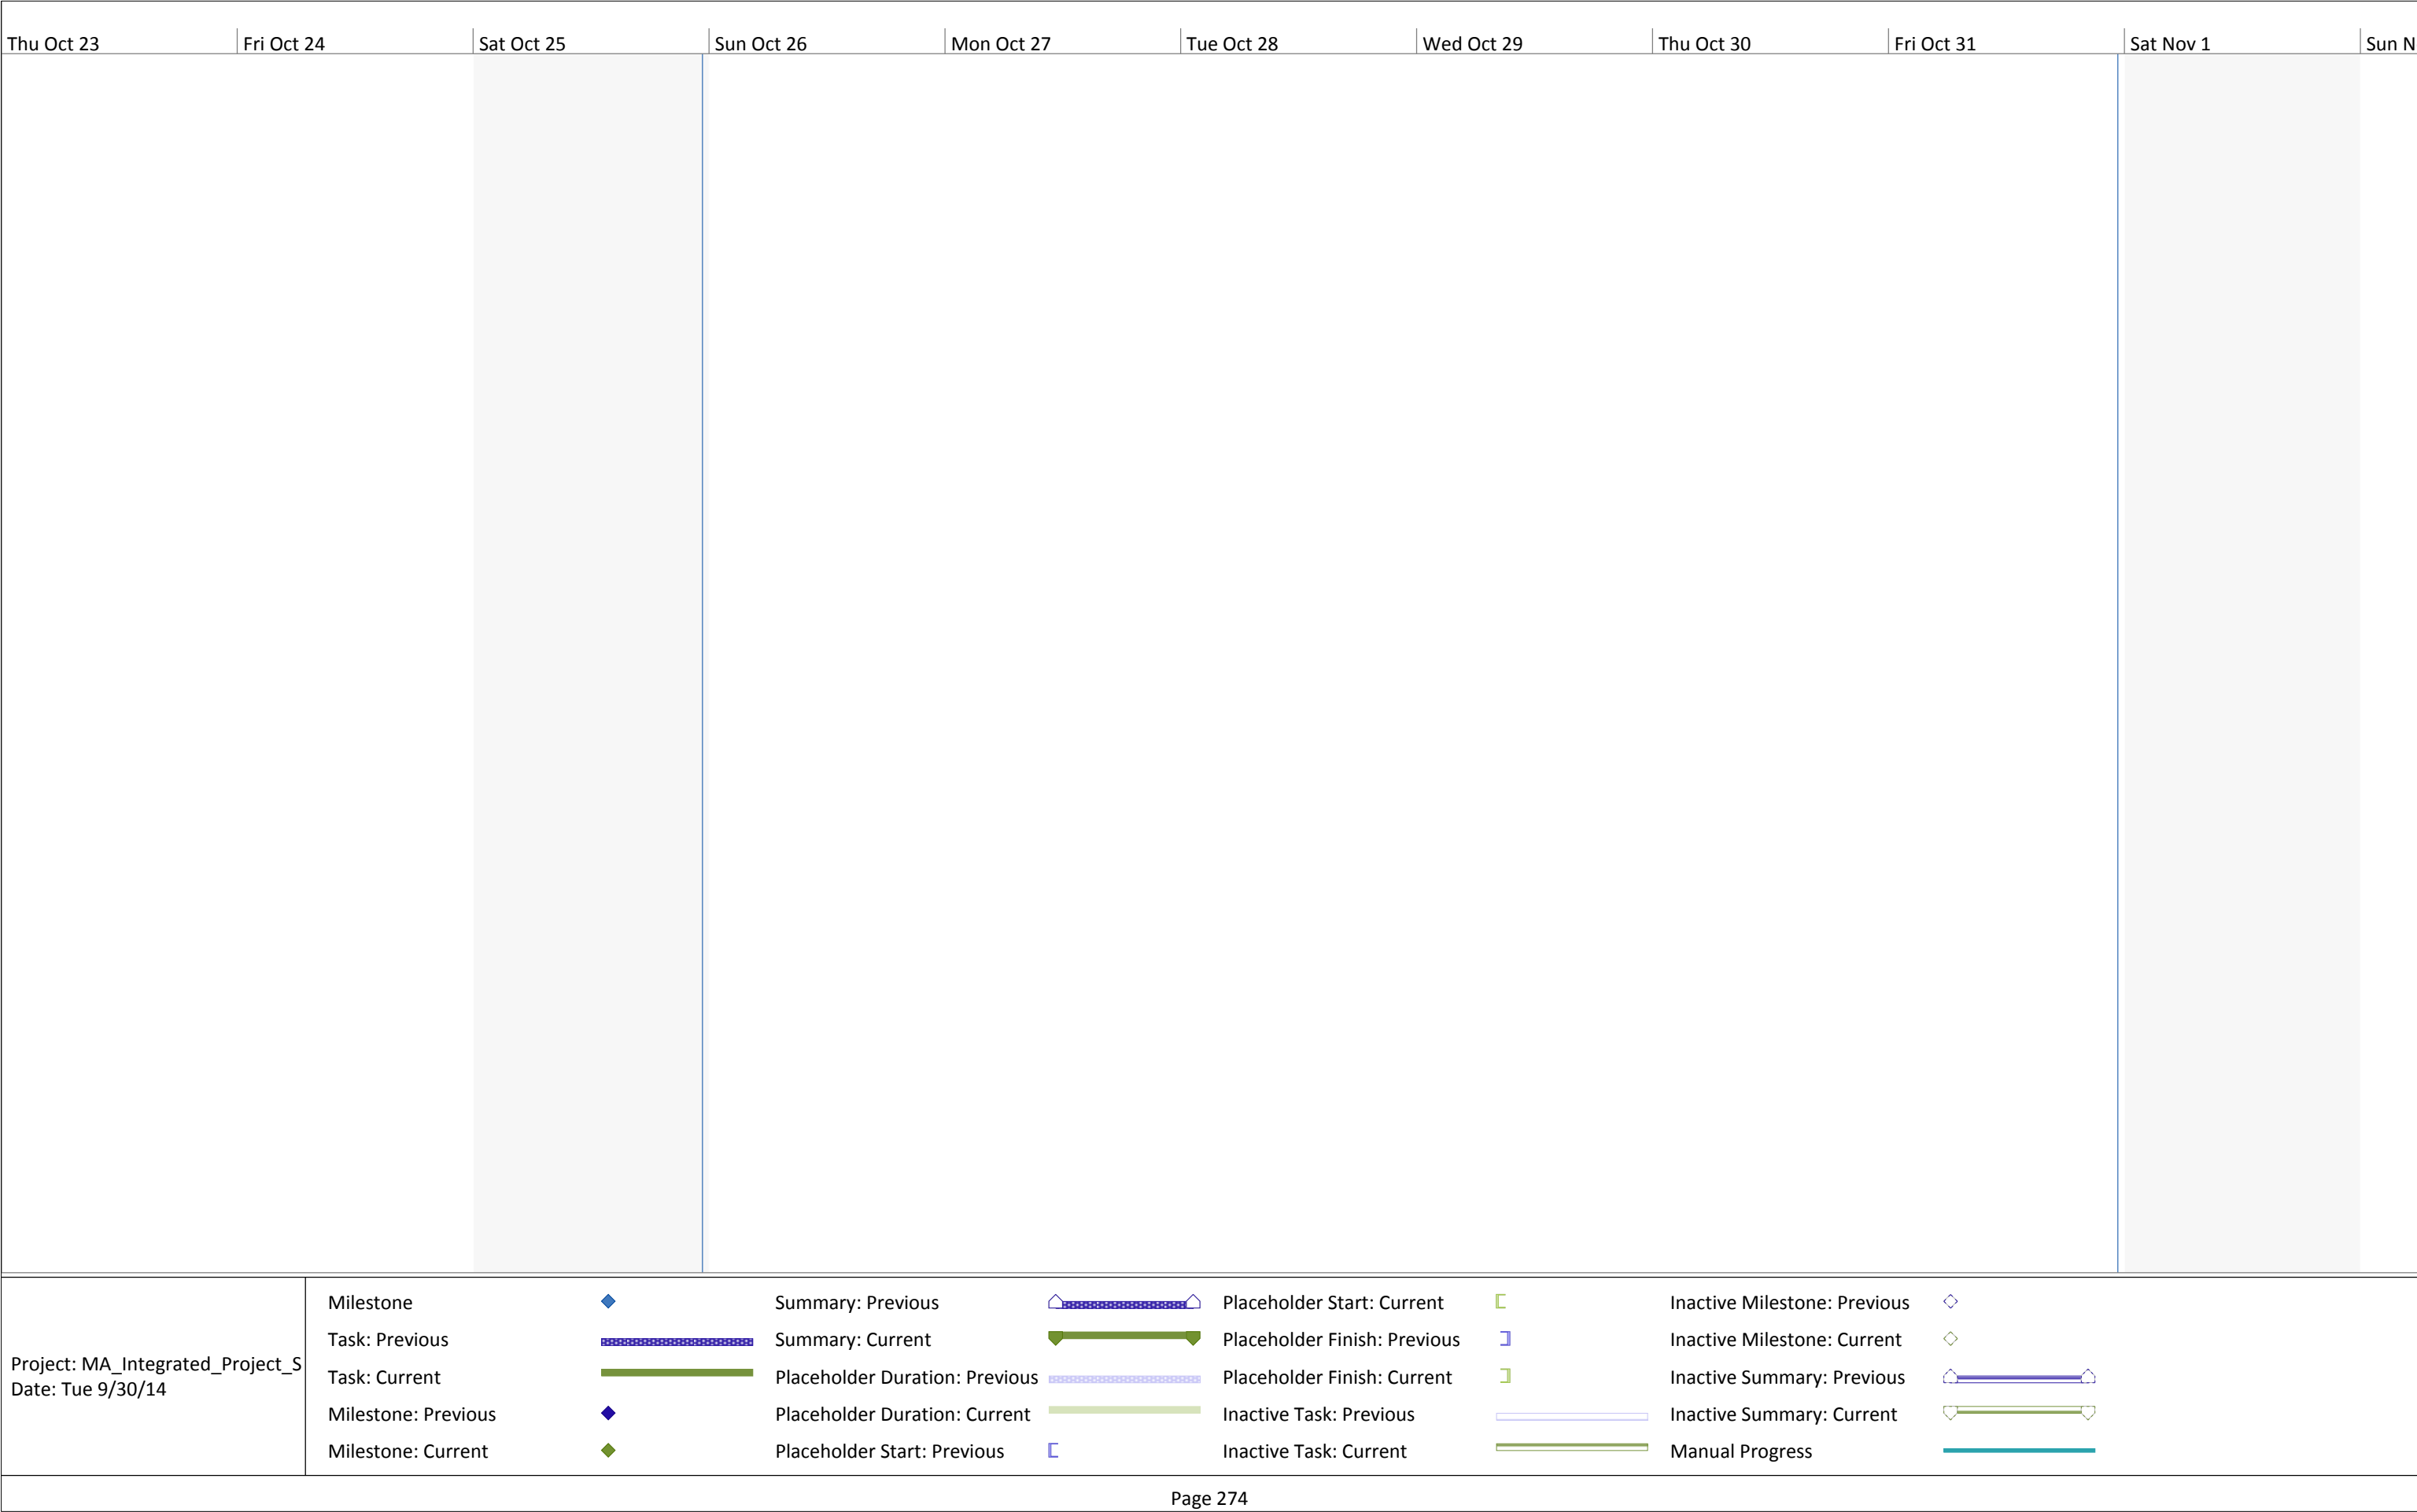 Thu Oct 23 Fri Oct 24 Sat Oct 25 Sun Oct 26 Mon Oct 27 Tue Oct 28 Wed Oct 29 Thu Oct 30 Fri Oct 31 Sat Nov 1 Sun N
Project: MA_Integrated_Project_S
Date: Tue 9/30/14
Milestone
Task: Previous
Task: Current
Milestone: Previous
Milestone: Current
Summary: Previous
Summary: Current
Placeholder Duration: Previous
Placeholder Duration: Current
Placeholder Start: Previous
Placeholder Start: Current
Placeholder Finish: Previous
Placeholder Finish: Current
Inactive Task: Previous
Inactive Task: Current
Inactive Milestone: Previous
Inactive Milestone: Current
Inactive Summary: Previous
Inactive Summary: Current
Manual Progress
Page 274